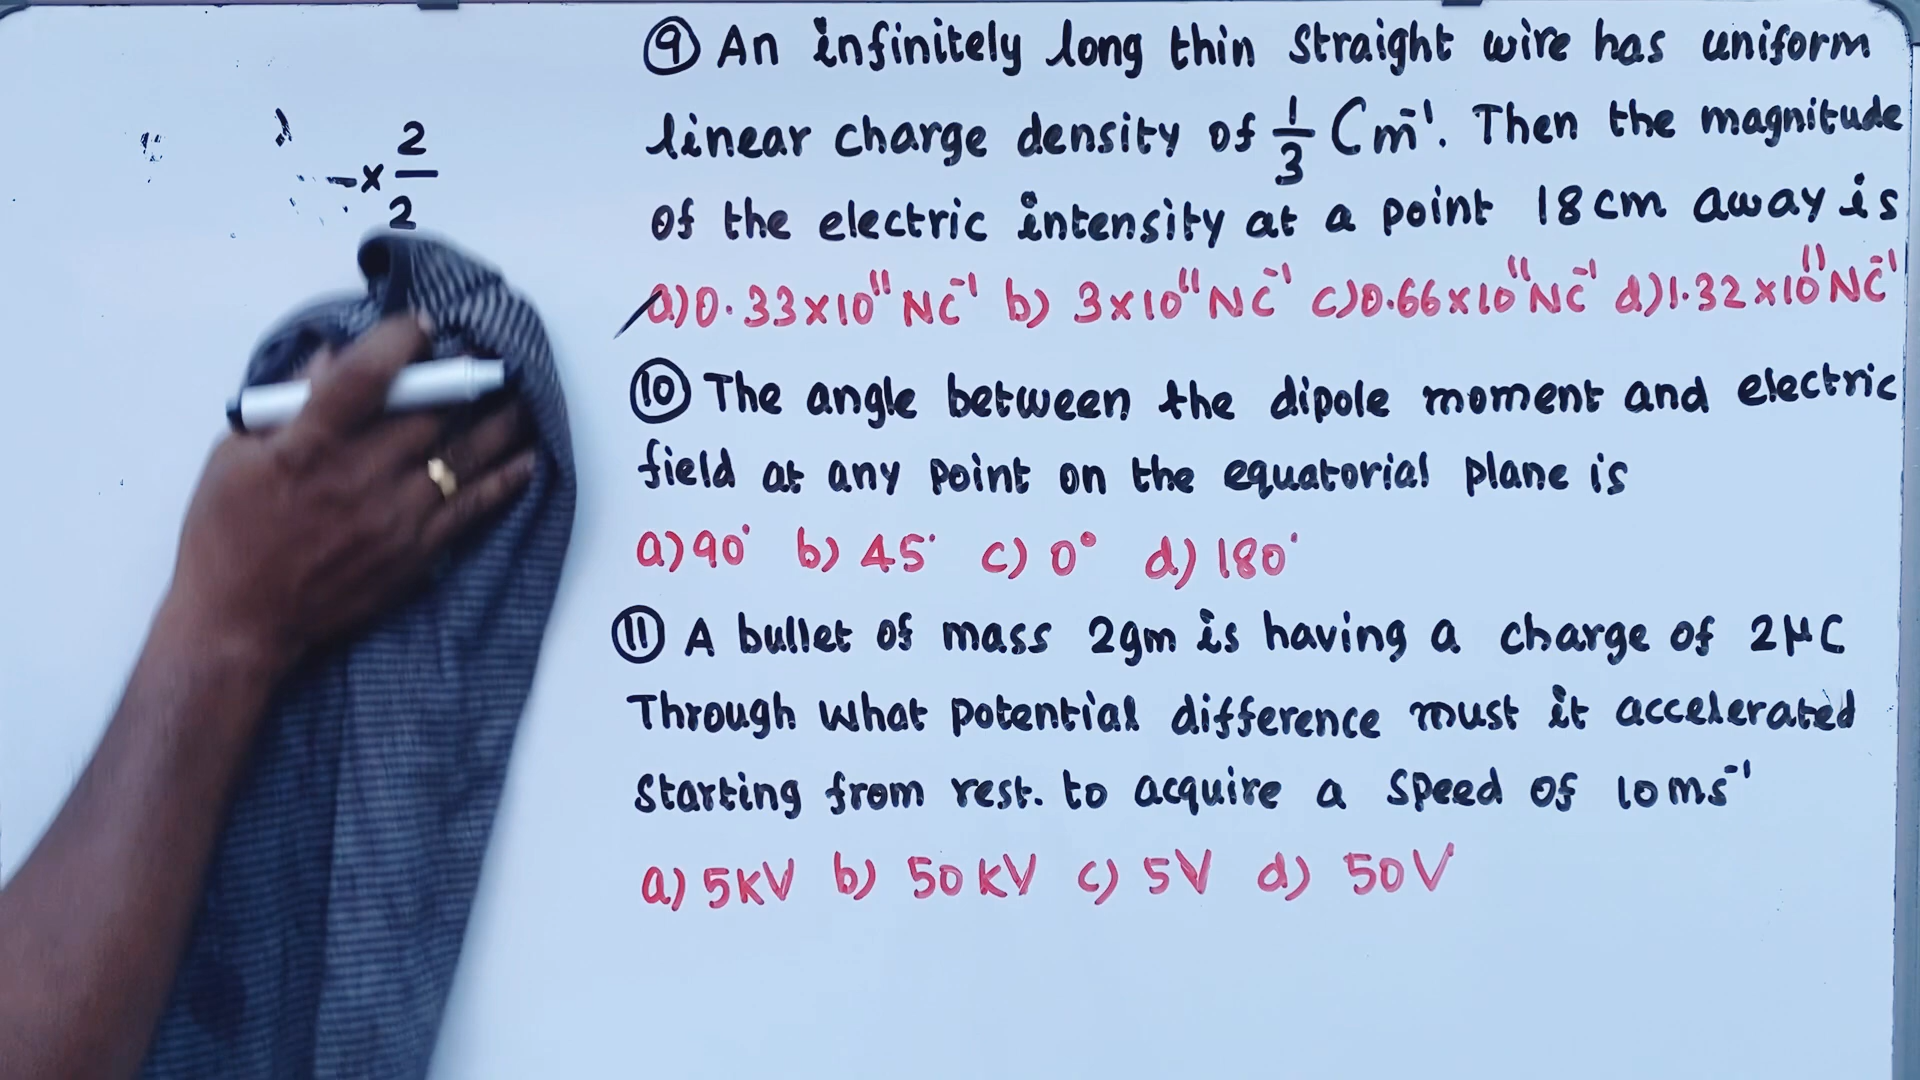 × 2/2
⑨ An infinitely long thin straight wire has uniform
linear charge density of 1/3 Cm⁻¹. Then the magnitude
of the electric intensity at a point 18cm away is
a) 0.33×10¹¹ NC⁻¹ b) 3×10¹¹ NC⁻¹ c) 0.66×10¹¹ NC⁻¹ d) 1.32×10¹¹ NC⁻¹
⑩ The angle between the dipole moment and electric
field at any point on the equatorial plane is
a) 90° b) 45° c) 0° d) 180°
⑪ A bullet of mass 2gm is having a charge of 2μC
Through what potential difference must it accelerated
starting from rest. to acquire a speed of 10ms⁻¹
a) 5kV b) 50kV c) 5V d) 50V